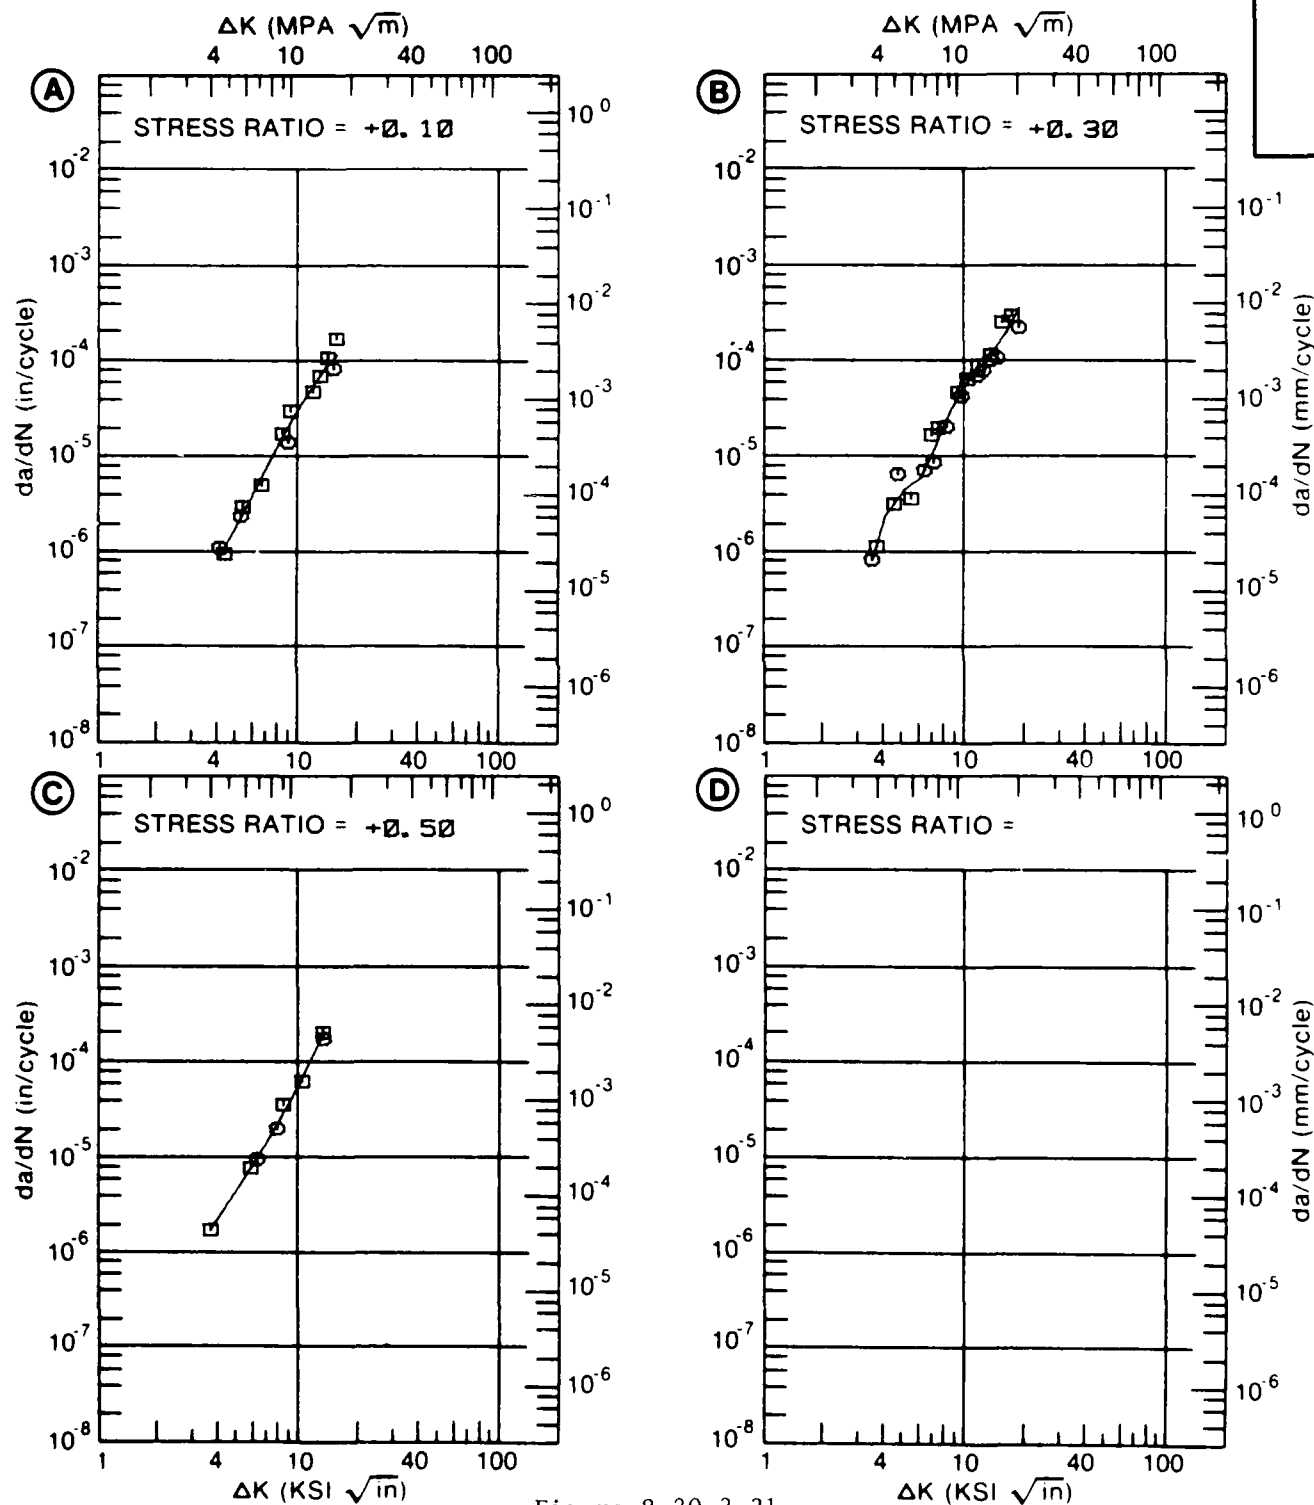 ΔK (MPA √m)
4 10 40 100
A
STRESS RATIO = +0.10
10^0
10^-2
10^-1
10^-3
10^-2
10^-4
10^-3
10^-5
10^-4
10^-6
10^-5
10^-7
10^-6
10^-8
1 4 10 40 100
da/dN (in/cycle)
ΔK (MPA √m)
4 10 40 100
B
STRESS RATIO = +0.30
10^-2
10^-1
10^-3
10^-2
10^-4
10^-3
10^-5
10^-4
10^-6
10^-5
10^-7
10^-6
10^-8
1 4 10 40 100
da/dN (mm/cycle)
C
STRESS RATIO = +0.50
10^0
10^-2
10^-1
10^-3
10^-2
10^-4
10^-3
10^-5
10^-4
10^-6
10^-5
10^-7
10^-6
10^-8
1 4 10 40 100
da/dN (in/cycle)
ΔK (KSI √in)
D
STRESS RATIO =
10^0
10^-2
10^-1
10^-3
10^-2
10^-4
10^-3
10^-5
10^-4
10^-6
10^-5
10^-7
10^-6
10^-8
1 4 10 40 100
da/dN (mm/cycle)
ΔK (KSI √in)